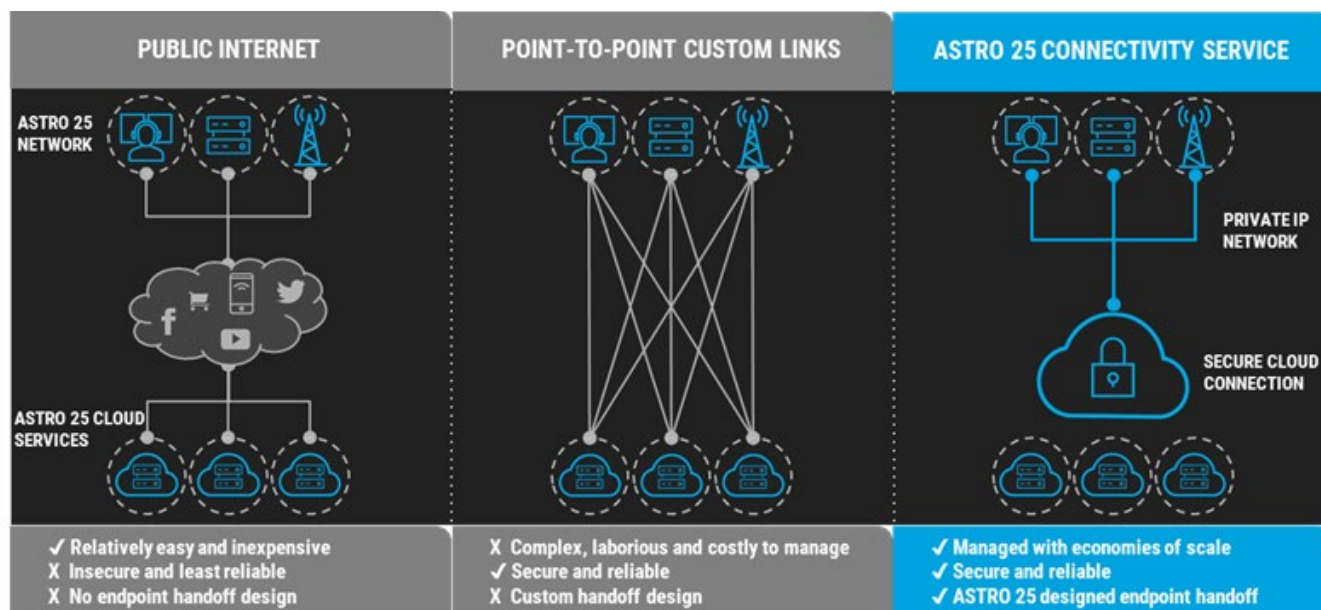 PUBLIC INTERNET
POINT-TO-POINT CUSTOM LINKS
ASTRO 25 CONNECTIVITY SERVICE
ASTRO 25
NETWORK
ASTRO 25 CLOUD
SERVICES
PRIVATE IP
NETWORK
SECURE CLOUD
CONNECTION
✓ Relatively easy and inexpensive
X Insecure and least reliable
X No endpoint handoff design
X Complex, laborious and costly to manage
✓ Secure and reliable
X Custom handoff design
✓ Managed with economies of scale
✓ Secure and reliable
✓ ASTRO 25 designed endpoint handoff